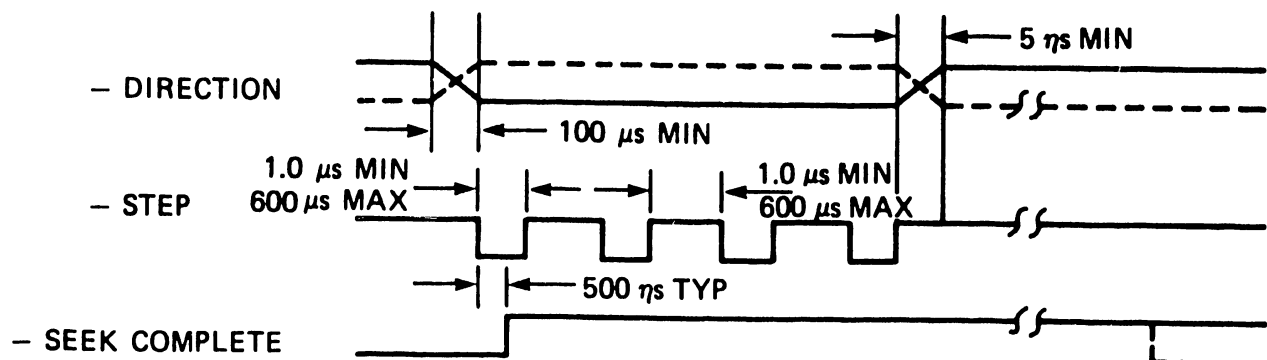 5 ηs MIN
– DIRECTION
100 μs MIN
1.0 μs MIN
600 μs MAX
1.0 μs MIN
600 μs MAX
– STEP
500 ηs TYP
– SEEK COMPLETE